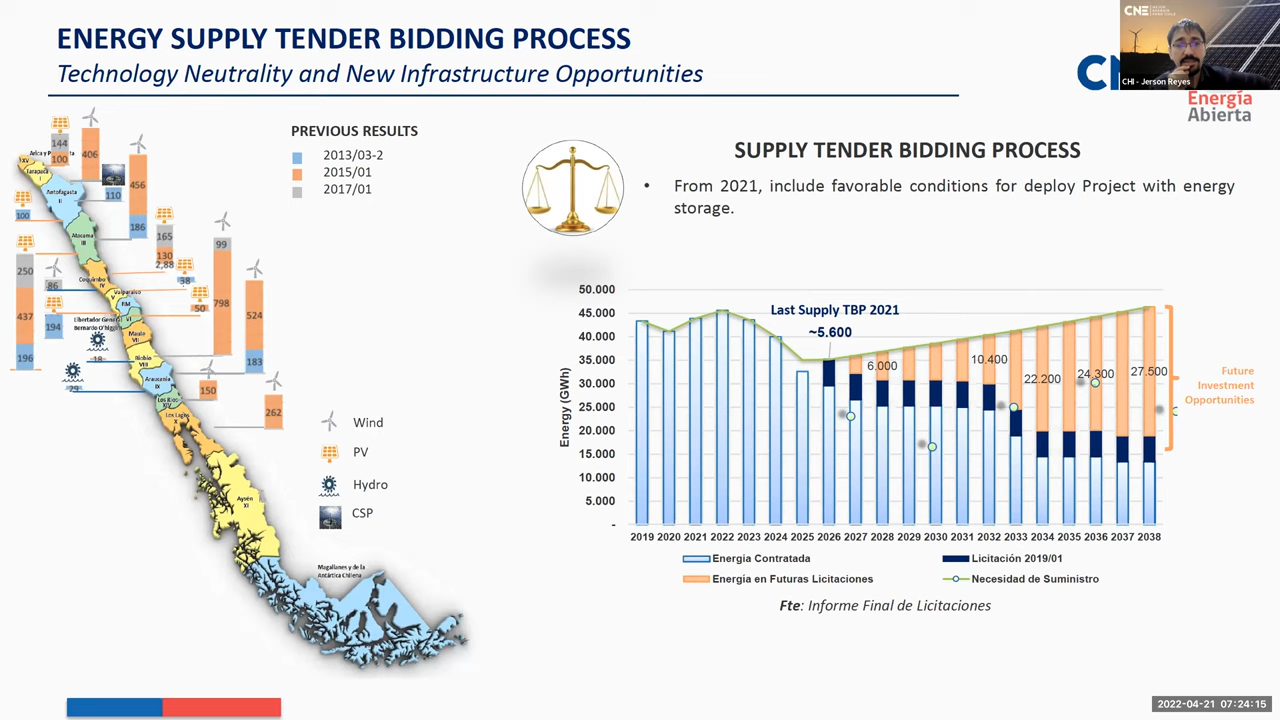 ENERGY SUPPLY TENDER BIDDING PROCESS
Technology Neutrality and New Infrastructure Opportunities
CNE
CHI - Jerson Reyes
Energía
Abierta
PREVIOUS RESULTS
2013/03-2
2015/01
2017/01
144
100
406
456
186
110
100
165
130
2,88
38
50
99
798
524
183
250
437
196
86
194
18
79
150
262
Tarapacá
I
Antofagasta
II
Atacama
III
Coquimbo
IV
Valparaíso
V
RM
VI
Libertador General
Bernardo O'higgins
Maule
VII
Biobío
VIII
Araucanía
IX
Los Ríos
XIV
Los Lagos
X
Aysén
XI
Magallanes y de la
Antártica Chilena
Wind
PV
Hydro
CSP
SUPPLY TENDER BIDDING PROCESS
• From 2021, include favorable conditions for deploy Project with energy
storage.
Energy (GWh)
50.000
45.000
40.000
35.000
30.000
25.000
20.000
15.000
10.000
5.000
-
Last Supply TBP 2021
~5.600
6.000
10.400
22.200
24.300
27.500
Future
Investment
Opportunities
2019 2020 2021 2022 2023 2024 2025 2026 2027 2028 2029 2030 2031 2032 2033 2034 2035 2036 2037 2038
Energia Contratada
Licitación 2019/01
Energía en Futuras Licitaciones
Necesidad de Suministro
Fte: Informe Final de Licitaciones
2022-04-21 07:24:15